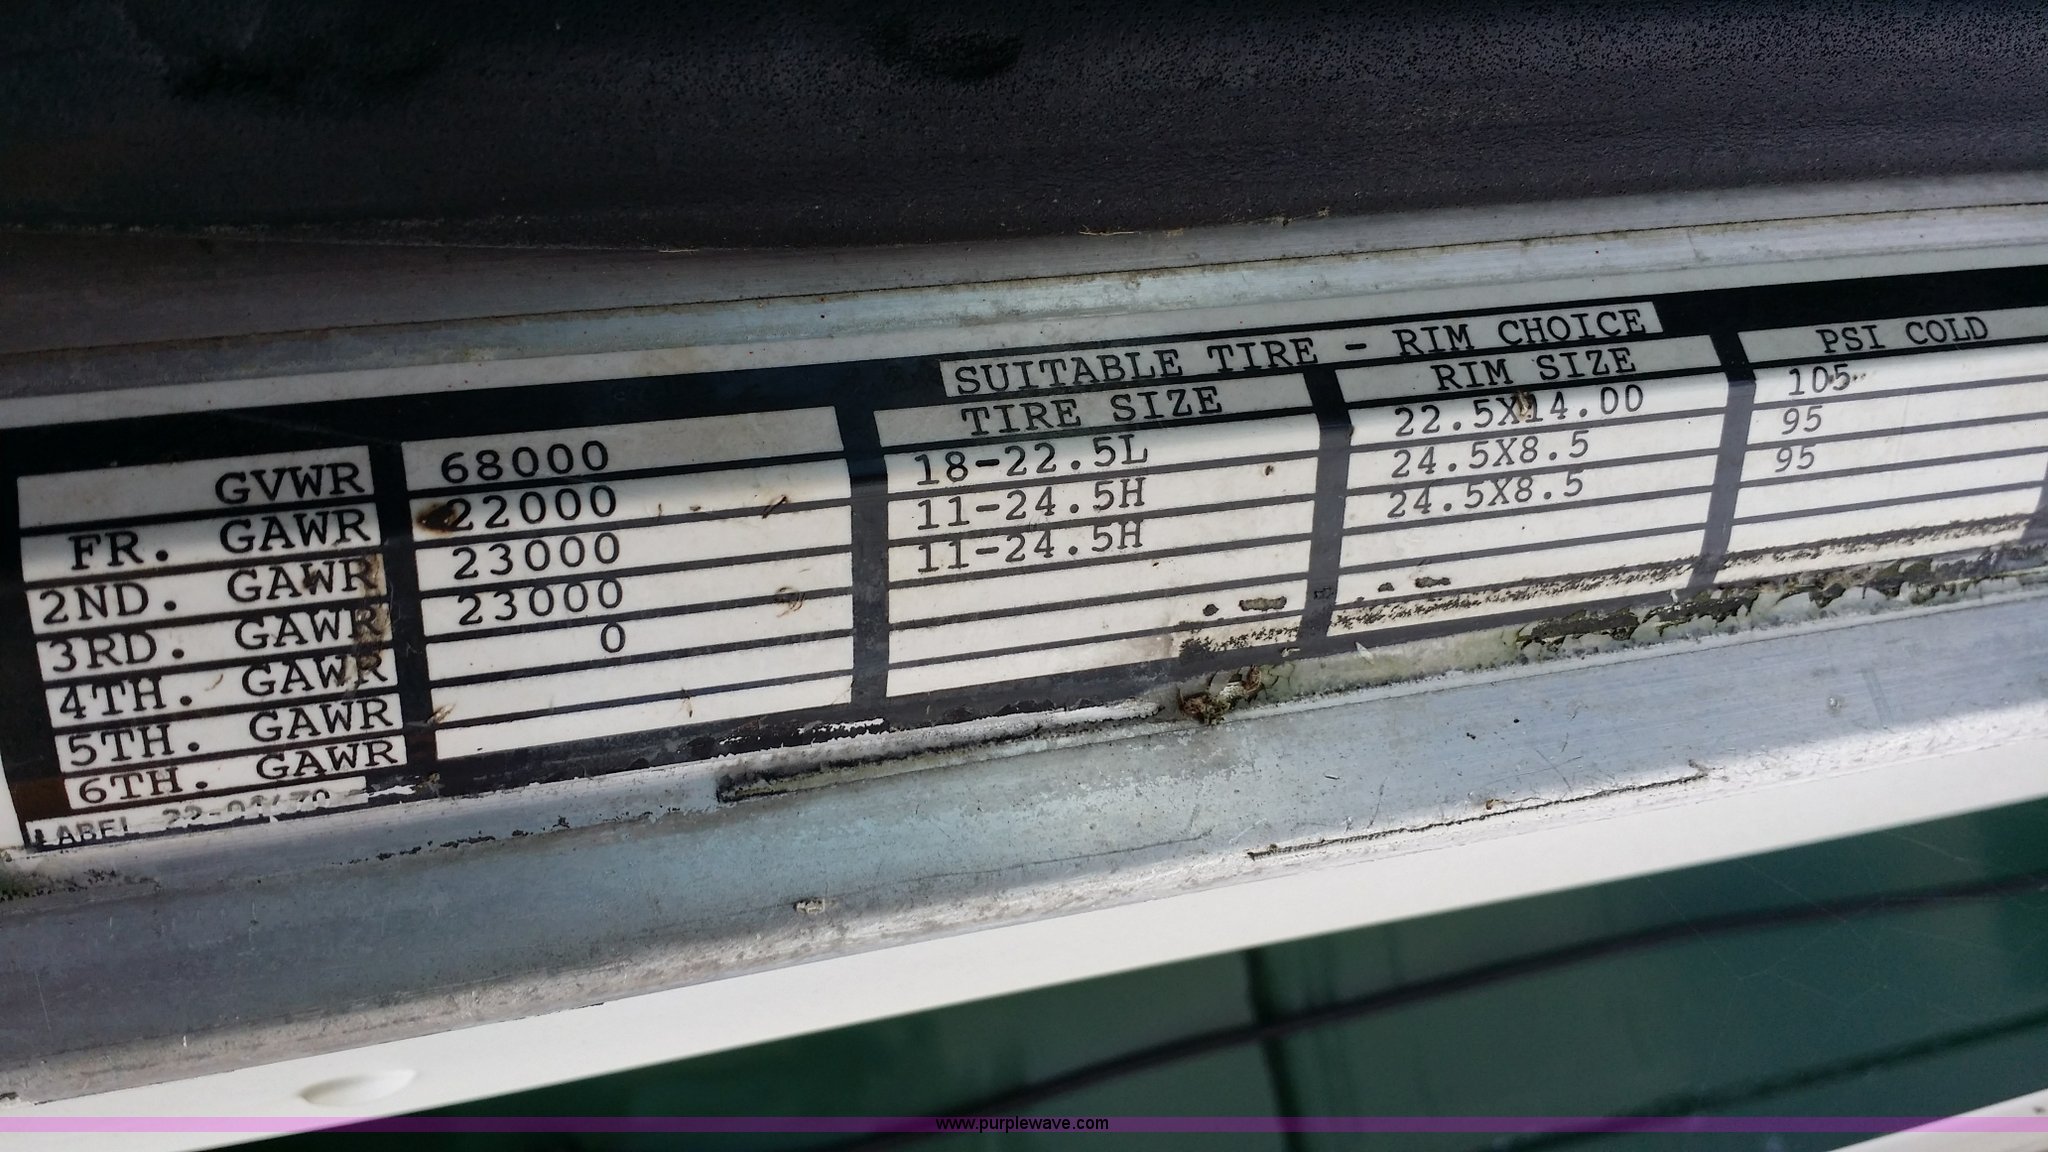 SUITABLE TIRE - RIM CHOICE
TIRE SIZE RIM SIZE PSI COLD
GVWR 68000
FR. GAWR 22000 18-22.5L 22.5X14.00 105
2ND. GAWR 23000 11-24.5H 24.5X8.5 95
3RD. GAWR 23000 11-24.5H 24.5X8.5 95
4TH. GAWR 0
5TH. GAWR
6TH. GAWR
LABEL
www.purplewave.com